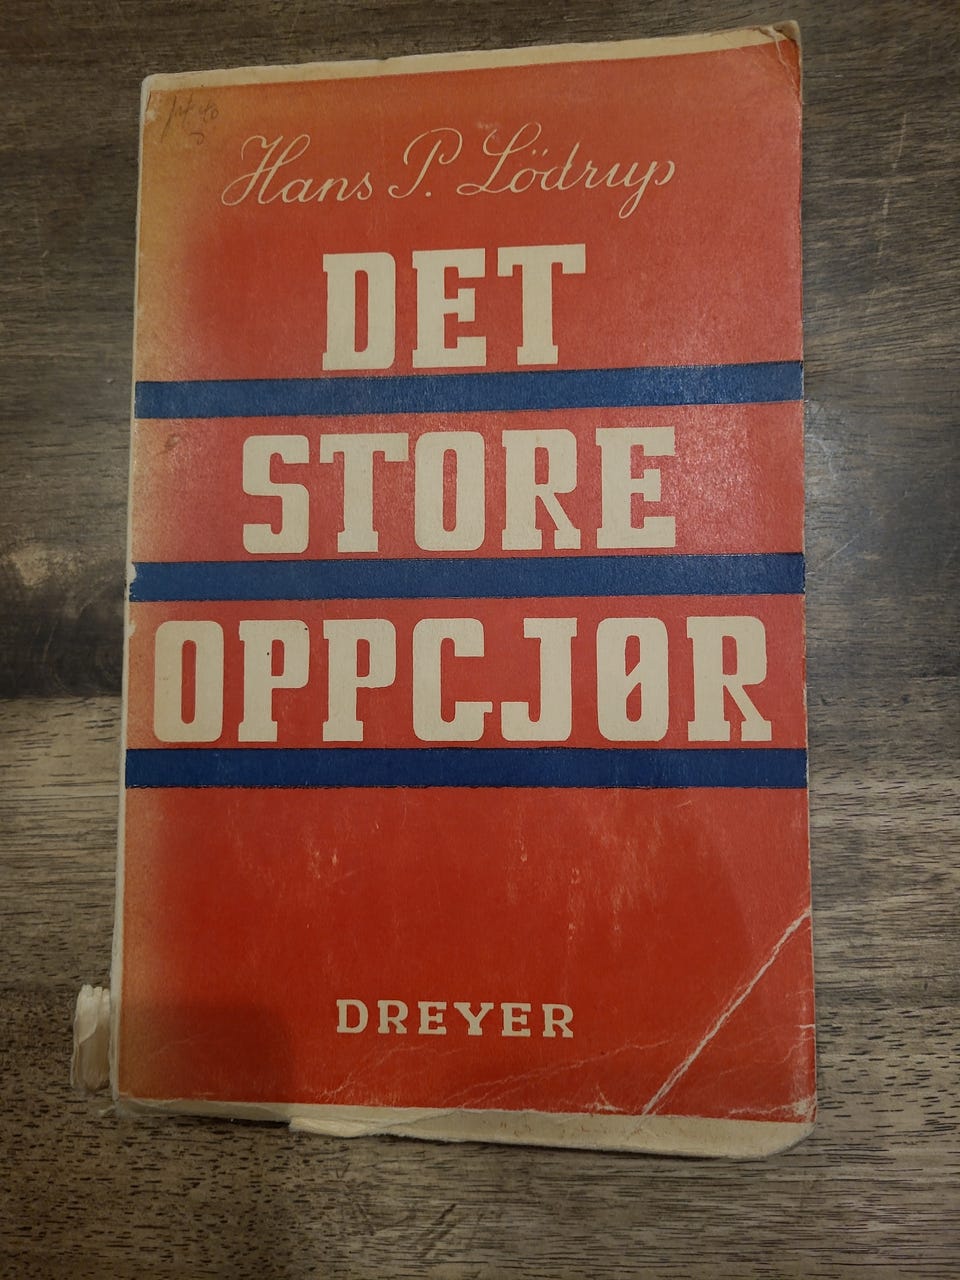 Hans P. Lödrup
DET
STORE
OPPGJØR
DREYER